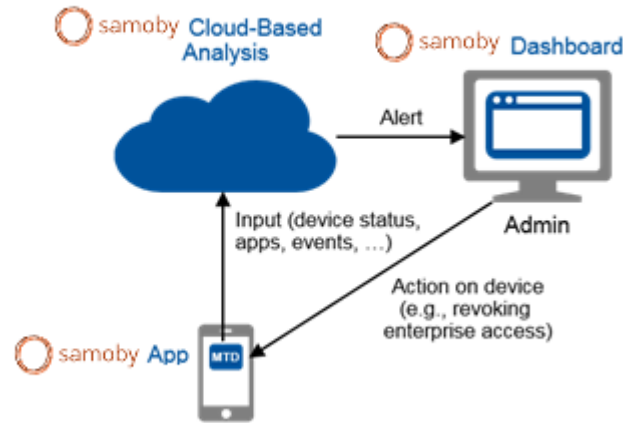 samoby Cloud-Based
Analysis
samoby Dashboard
Alert
Input (device status,
apps, events, ...)
Admin
Action on device
(e.g., revoking
enterprise access)
samoby App
MTD